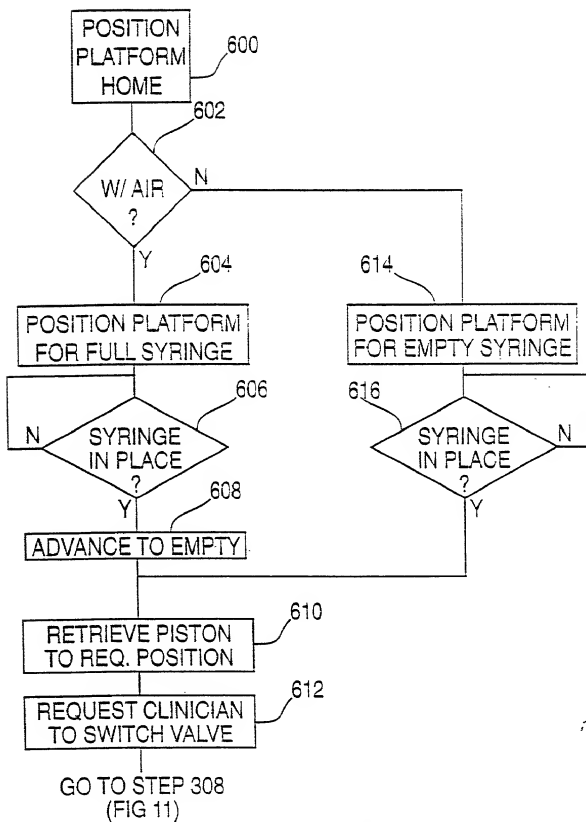 POSITION
PLATFORM
HOME
600
602
W/ AIR
?
N
Y
604
POSITION PLATFORM
FOR FULL SYRINGE
606
SYRINGE
IN PLACE
?
N
Y
608
ADVANCE TO EMPTY
614
POSITION PLATFORM
FOR EMPTY SYRINGE
616
SYRINGE
IN PLACE
?
N
Y
610
RETRIEVE PISTON
TO REQ. POSITION
612
REQUEST CLINICIAN
TO SWITCH VALVE
GO TO STEP 308
(FIG 11)